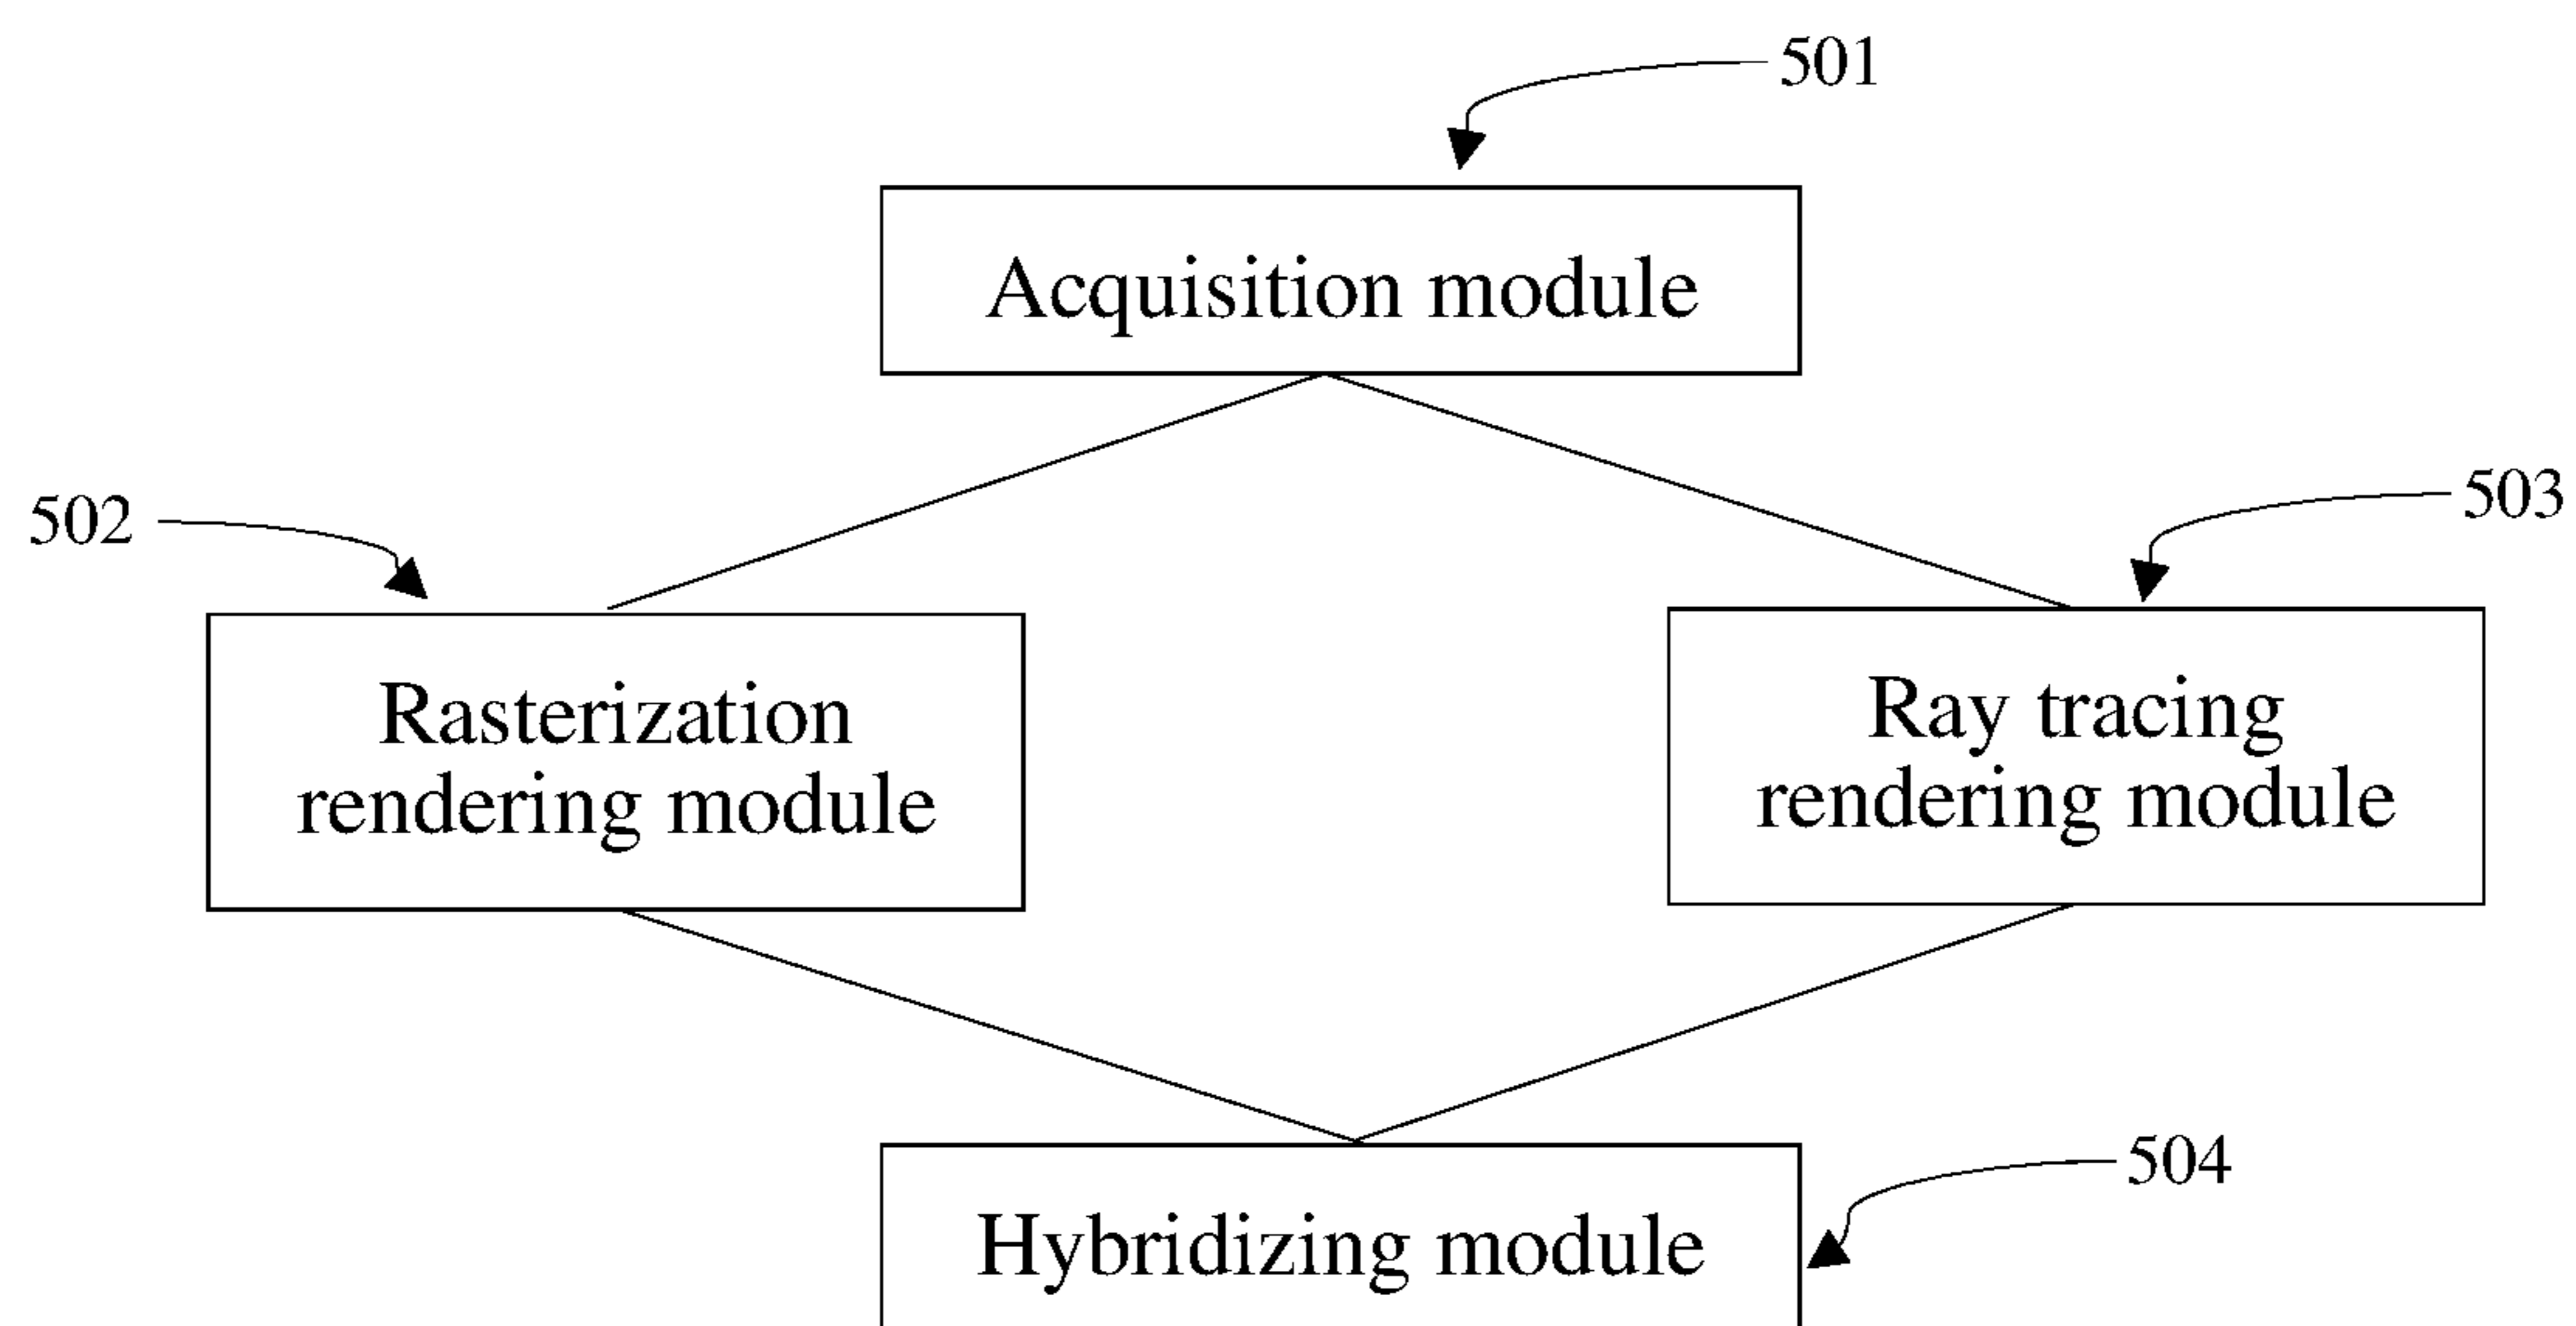 501
Acquisition module
502
503
Rasterization
rendering module
Ray tracing
rendering module
504
Hybridizing module